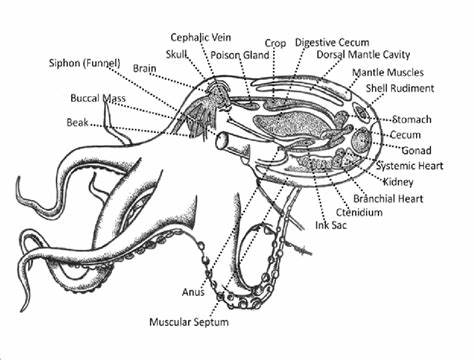 Cephalic Vein
Skull
Crop
Digestive Cecum
Poison Gland
Dorsal Mantle Cavity
Siphon (Funnel)
Brain
Mantle Muscles
Shell Rudiment
Buccal Mass
Beak
Stomach
Cecum
Gonad
Systemic Heart
Kidney
Branchial Heart
Ctenidium
Ink Sac
Anus
Muscular Septum